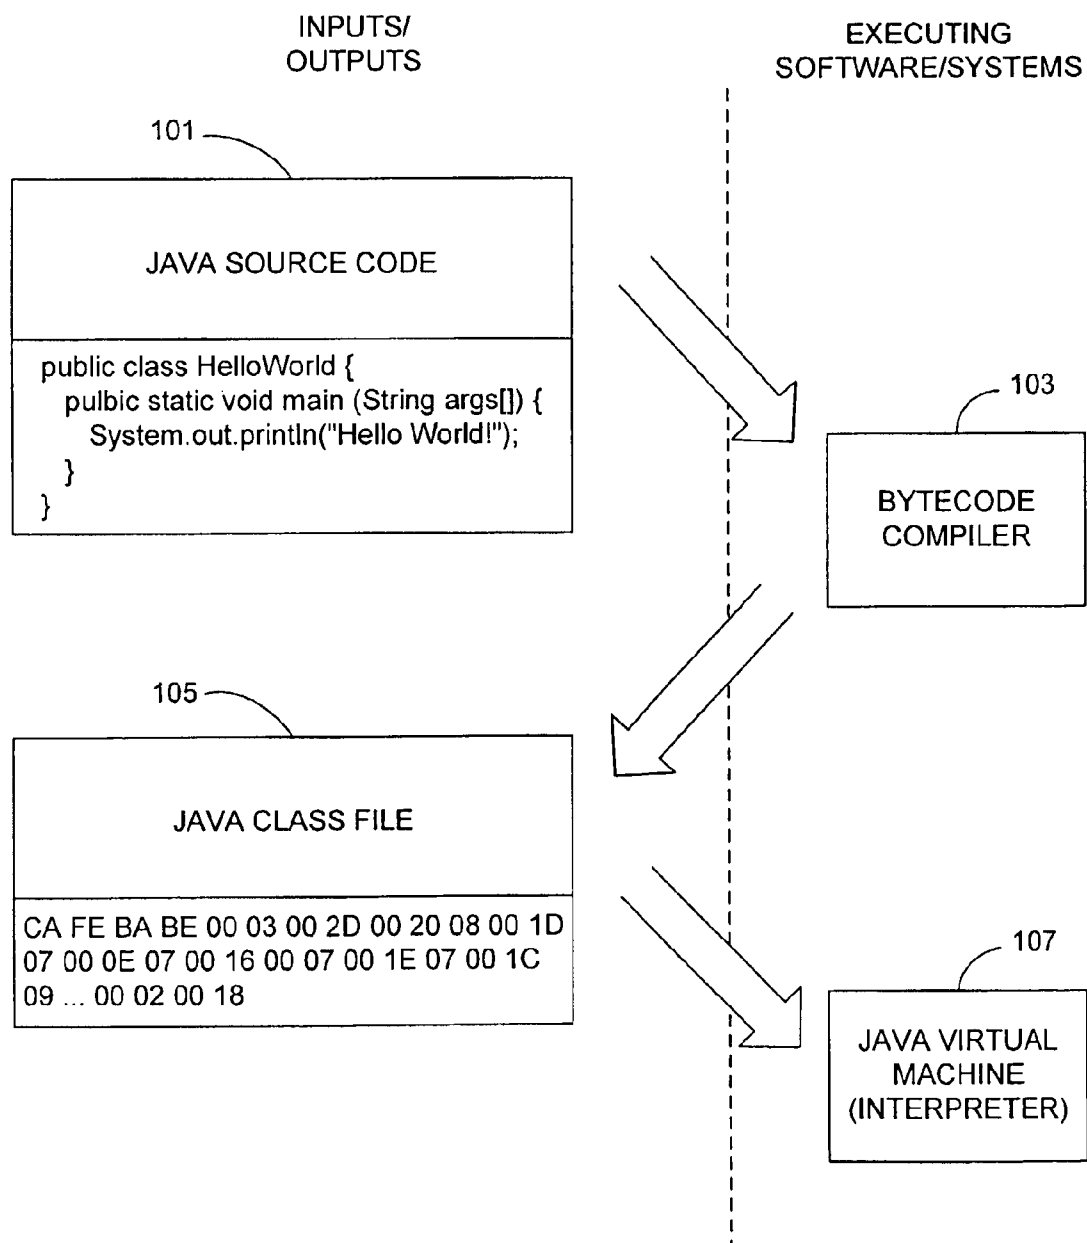 INPUTS/
OUTPUTS
EXECUTING
SOFTWARE/SYSTEMS
101
JAVA SOURCE CODE
public class HelloWorld {
pulbic static void main (String args[]) {
System.out.println("Hello World!");
}
}
103
BYTECODE
COMPILER
105
JAVA CLASS FILE
CA FE BA BE 00 03 00 2D 00 20 08 00 1D
07 00 0E 07 00 16 00 07 00 1E 07 00 1C
09 ... 00 02 00 18
107
JAVA VIRTUAL
MACHINE
(INTERPRETER)